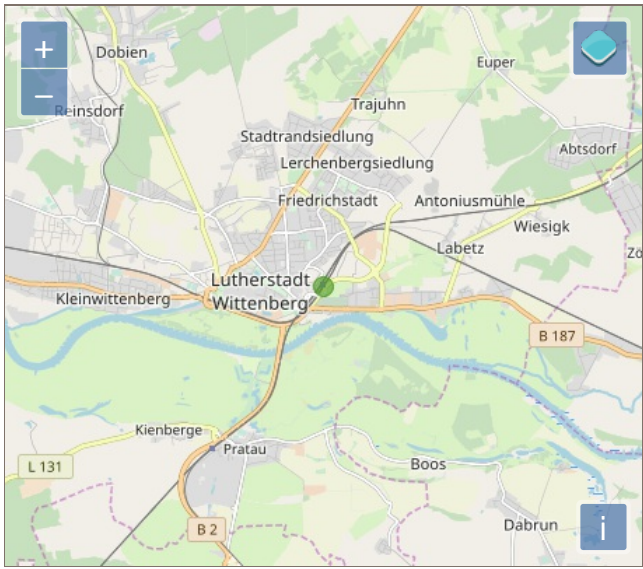 +
Dobien
Euper
−
Trajuhn
Reinsdorf
Stadtrandsiedlung
Abtsdorf
Lerchenbergsiedlung
Friedrichstadt
Antoniusmühle
Wiesigk
Labetz
Zö
Lutherstadt
Wittenberg
Kleinwittenberg
B 187
Kienberge
Pratau
L 131
Boos
B 2
Dabrun
i